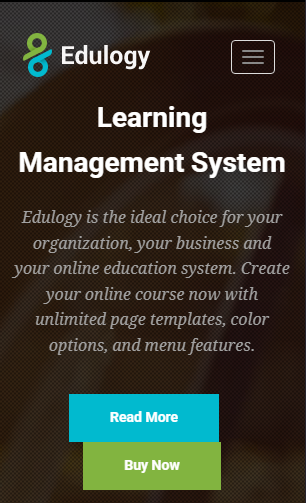 Edulogy
Learning
Management System
Edulogy is the ideal choice for your
organization, your business and
your online education system. Create
your online course now with
unlimited page templates, color
options, and menu features.
Read More
Buy Now